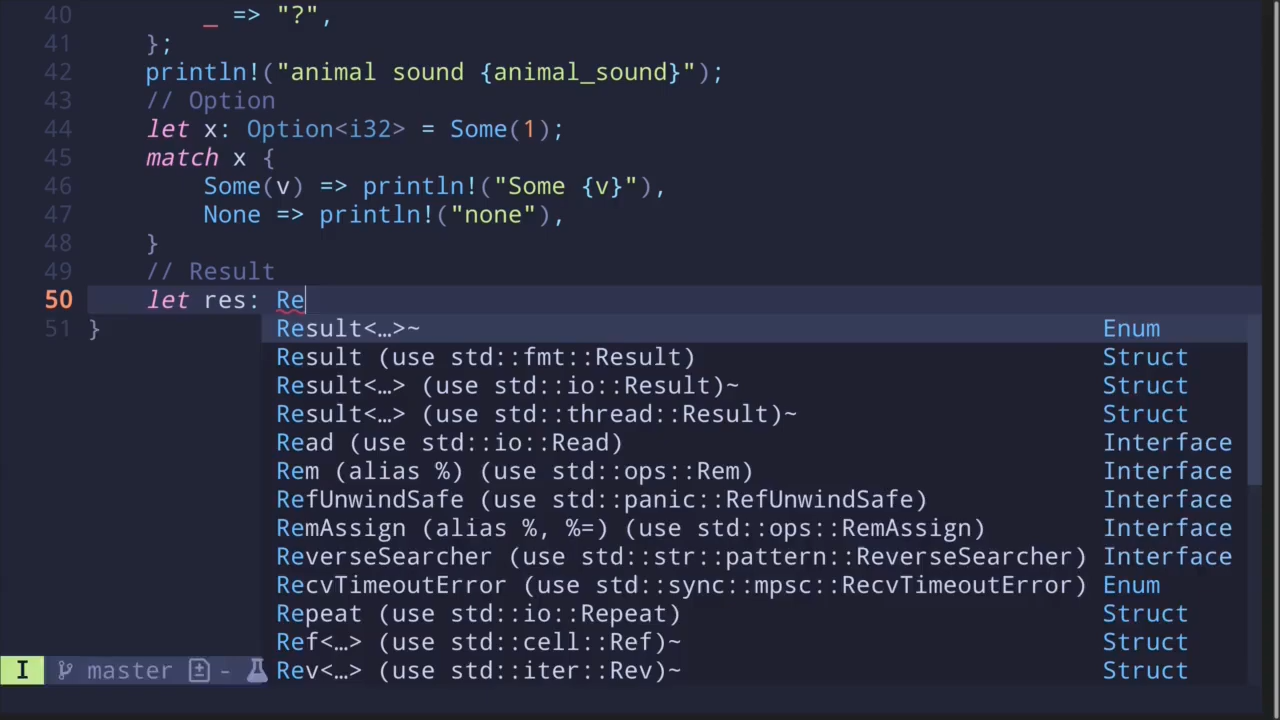 40         _ => "?",
41     };
42     println!("animal sound {animal_sound}");
43     // Option
44     let x: Option<i32> = Some(1);
45     match x {
46         Some(v) => println!("Some {v}"),
47         None => println!("none"),
48     }
49     // Result
50     let res: Re
51 }
Result<…>~ Enum
Result (use std::fmt::Result) Struct
Result<…> (use std::io::Result)~ Struct
Result<…> (use std::thread::Result)~ Struct
Read (use std::io::Read) Interface
Rem (alias %) (use std::ops::Rem) Interface
RefUnwindSafe (use std::panic::RefUnwindSafe) Interface
RemAssign (alias %, %=) (use std::ops::RemAssign) Interface
ReverseSearcher (use std::str::pattern::ReverseSearcher) Interface
RecvTimeoutError (use std::sync::mpsc::RecvTimeoutError) Enum
Repeat (use std::io::Repeat) Struct
Ref<…> (use std::cell::Ref)~ Struct
Rev<…> (use std::iter::Rev)~ Struct
I master -